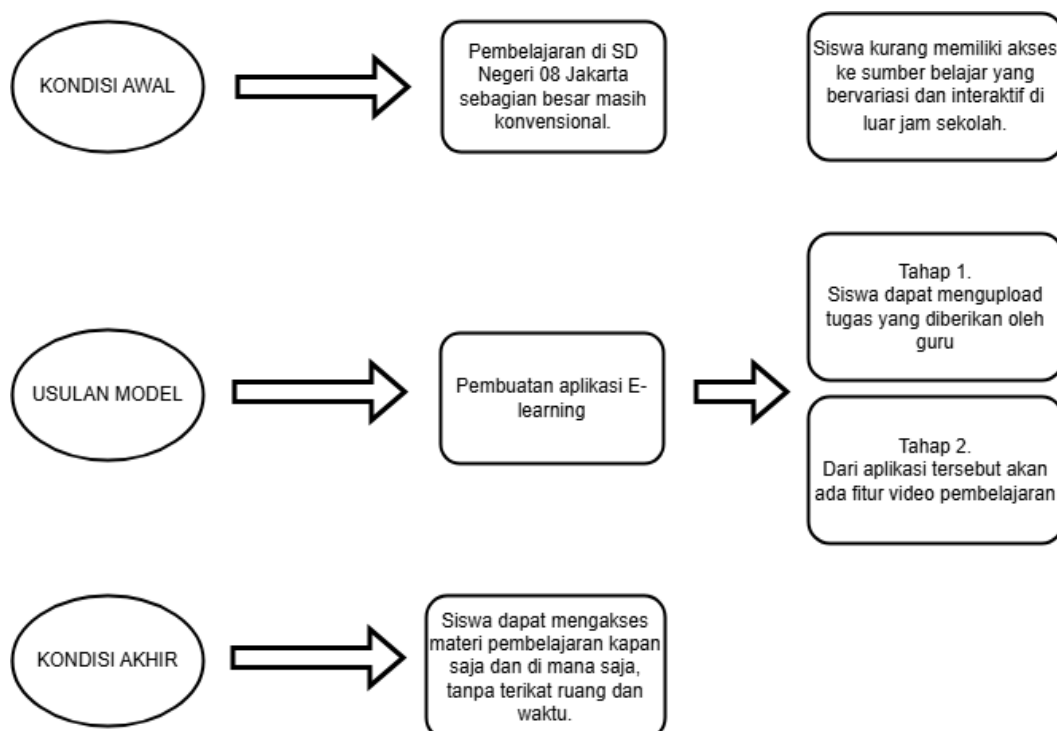 KONDISI AWAL
Pembelajaran di SD
Negeri 08 Jakarta
sebagian besar masih
konvensional.
Siswa kurang memiliki akses
ke sumber belajar yang
bervariasi dan interaktif di
luar jam sekolah.
USULAN MODEL
Pembuatan aplikasi E-
learning
Tahap 1.
Siswa dapat mengupload
tugas yang diberikan oleh
guru
Tahap 2.
Dari aplikasi tersebut akan
ada fitur video pembelajaran
KONDISI AKHIR
Siswa dapat mengakses
materi pembelajaran kapan
saja dan di mana saja,
tanpa terikat ruang dan
waktu.